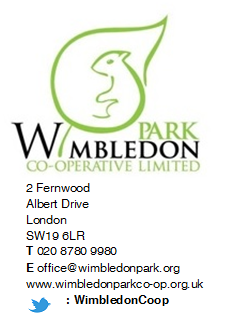 PARK
WIMBLEDON
CO-OPERATIVE LIMITED
2 Fernwood
Albert Drive
London
SW19 6LR
T 020 8780 9980
E office@wimbledonpark.org
www.wimbledonparkco-op.org.uk
: WimbledonCoop